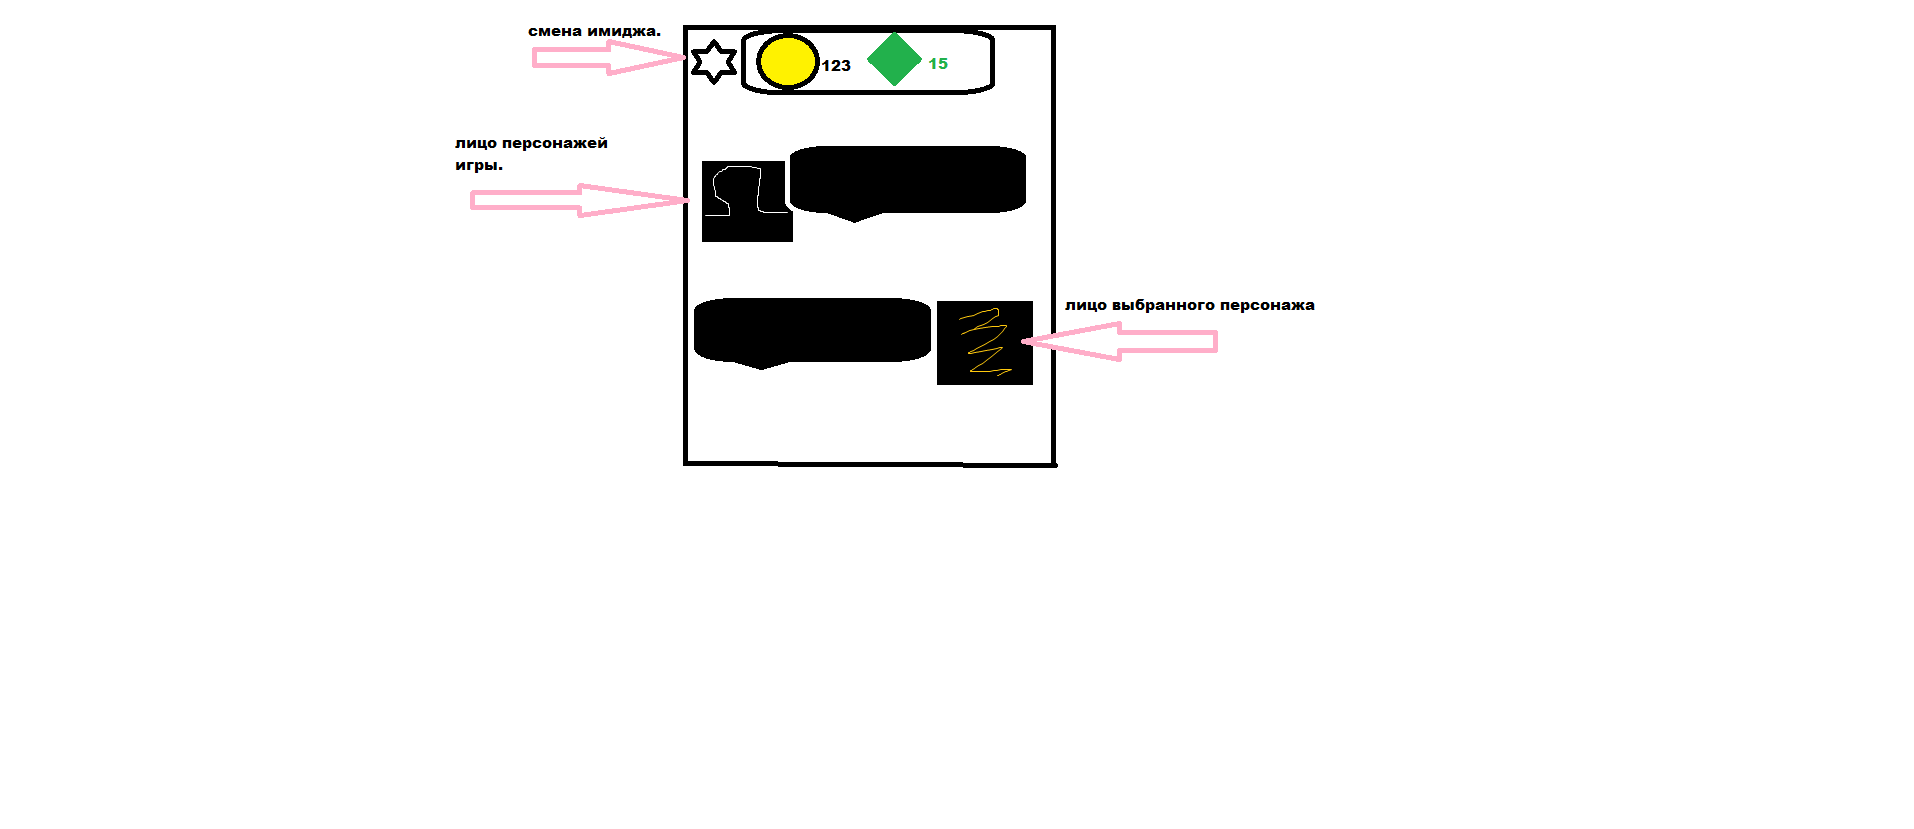 смена имиджа.
123
15
лицо персонажей
игры.
лицо выбранного персонажа